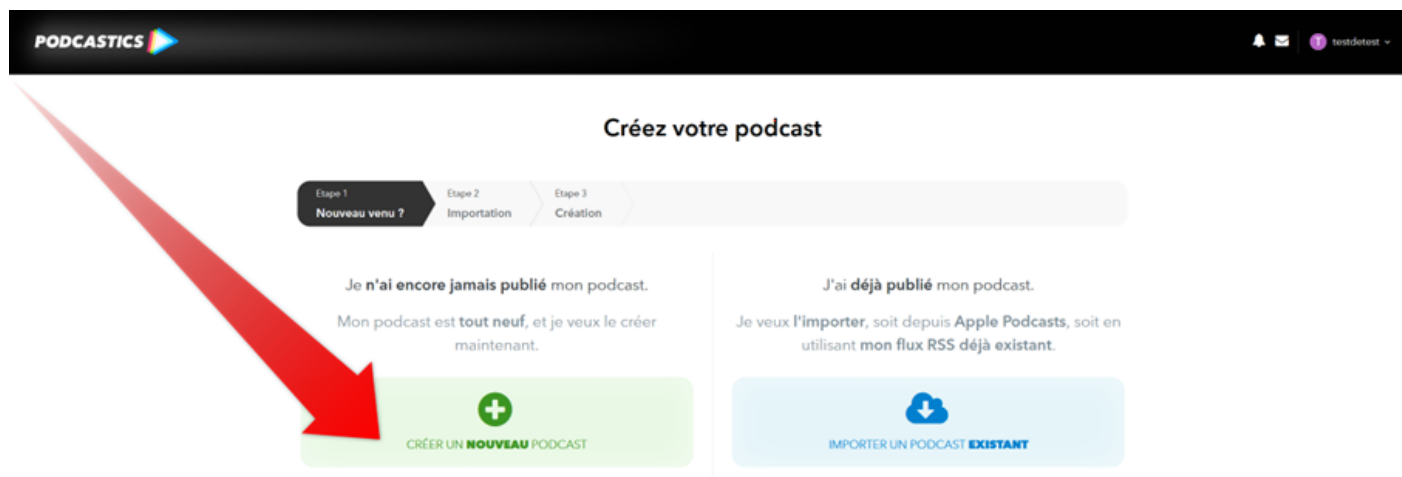 PODCASTICS
T testdetest
Créez votre podcast
Etape 1
Nouveau venu ?
Etape 2
Importation
Etape 3
Création
Je n'ai encore jamais publié mon podcast.
Mon podcast est tout neuf, et je veux le créer
maintenant.
CRÉER UN NOUVEAU PODCAST
J'ai déjà publié mon podcast.
Je veux l'importer, soit depuis Apple Podcasts, soit en
utilisant mon flux RSS déjà existant.
IMPORTER UN PODCAST EXISTANT